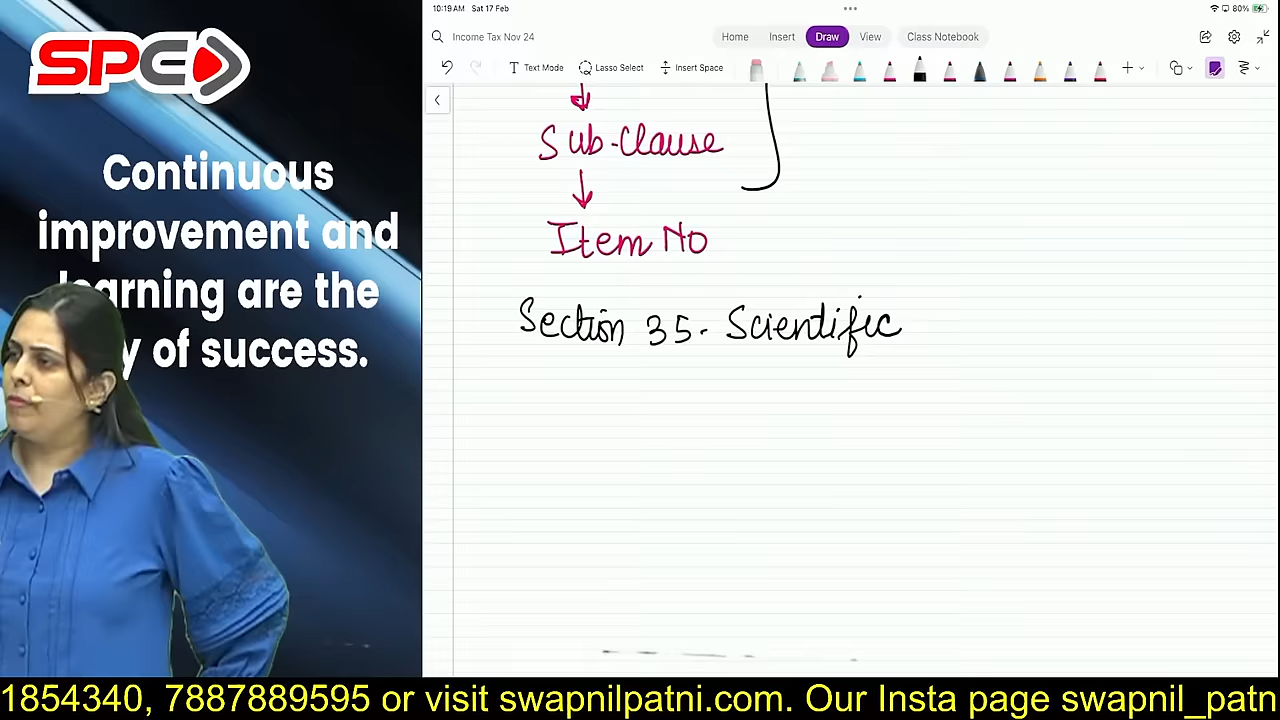 SPE
Continuous
improvement and
learning are the
y of success.
10:19 AM Sat 17 Feb
80%
Income Tax Nov 24
Home Insert Draw View Class Notebook
Text Mode Lasso Select Insert Space
Sub-Clause
Item No
Section 35. Scientific
1854340, 7887889595 or visit swapnilpatni.com. Our Insta page swapnil_patn